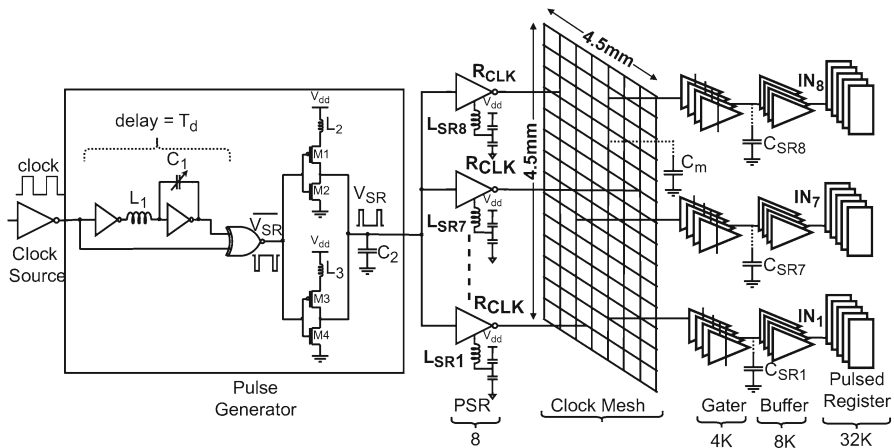 delay = T_d
clock
C_1
L_1
Clock
Source
V_SR
V_dd
L_2
M1
M2
V_dd
L_3
M3
M4
V_SR
C_2
Pulse
Generator
R_CLK
V_dd
L_SR8
R_CLK
V_dd
L_SR7
R_CLK
V_dd
L_SR1
PSR
8
4.5mm
4.5mm
C_m
Clock Mesh
IN_8
C_SR8
IN_7
C_SR7
IN_1
C_SR1
Gater
4K
Buffer
8K
Pulsed
Register
32K